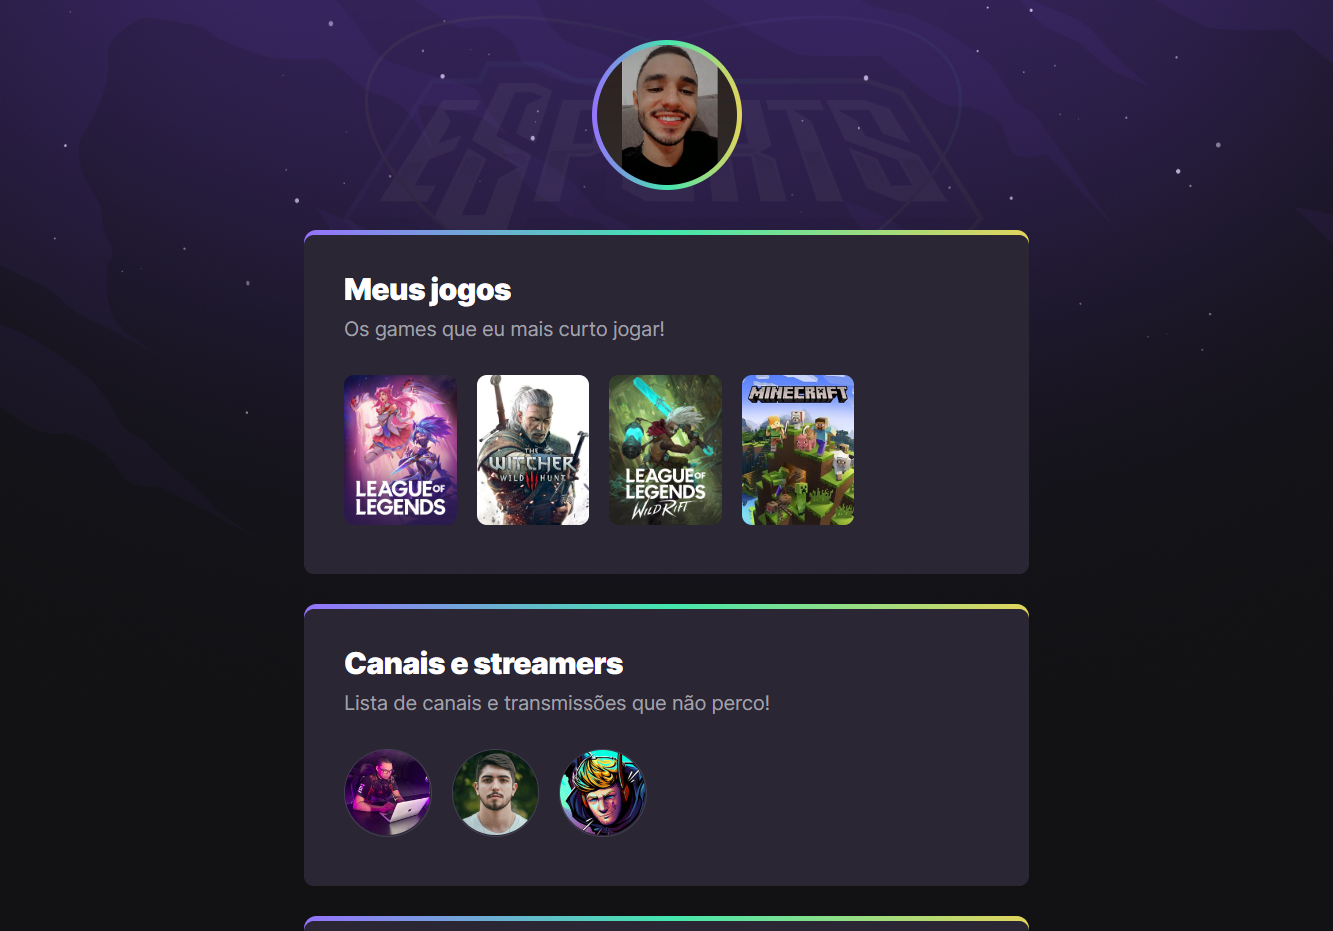 ESPORTS
Meus jogos
Os games que eu mais curto jogar!
LEAGUE OF
LEGENDS
THE
WITCHER
WILD HUNT
LEAGUE OF
LEGENDS
WILD RIFT
MINECRAFT
Canais e streamers
Lista de canais e transmissões que não perco!